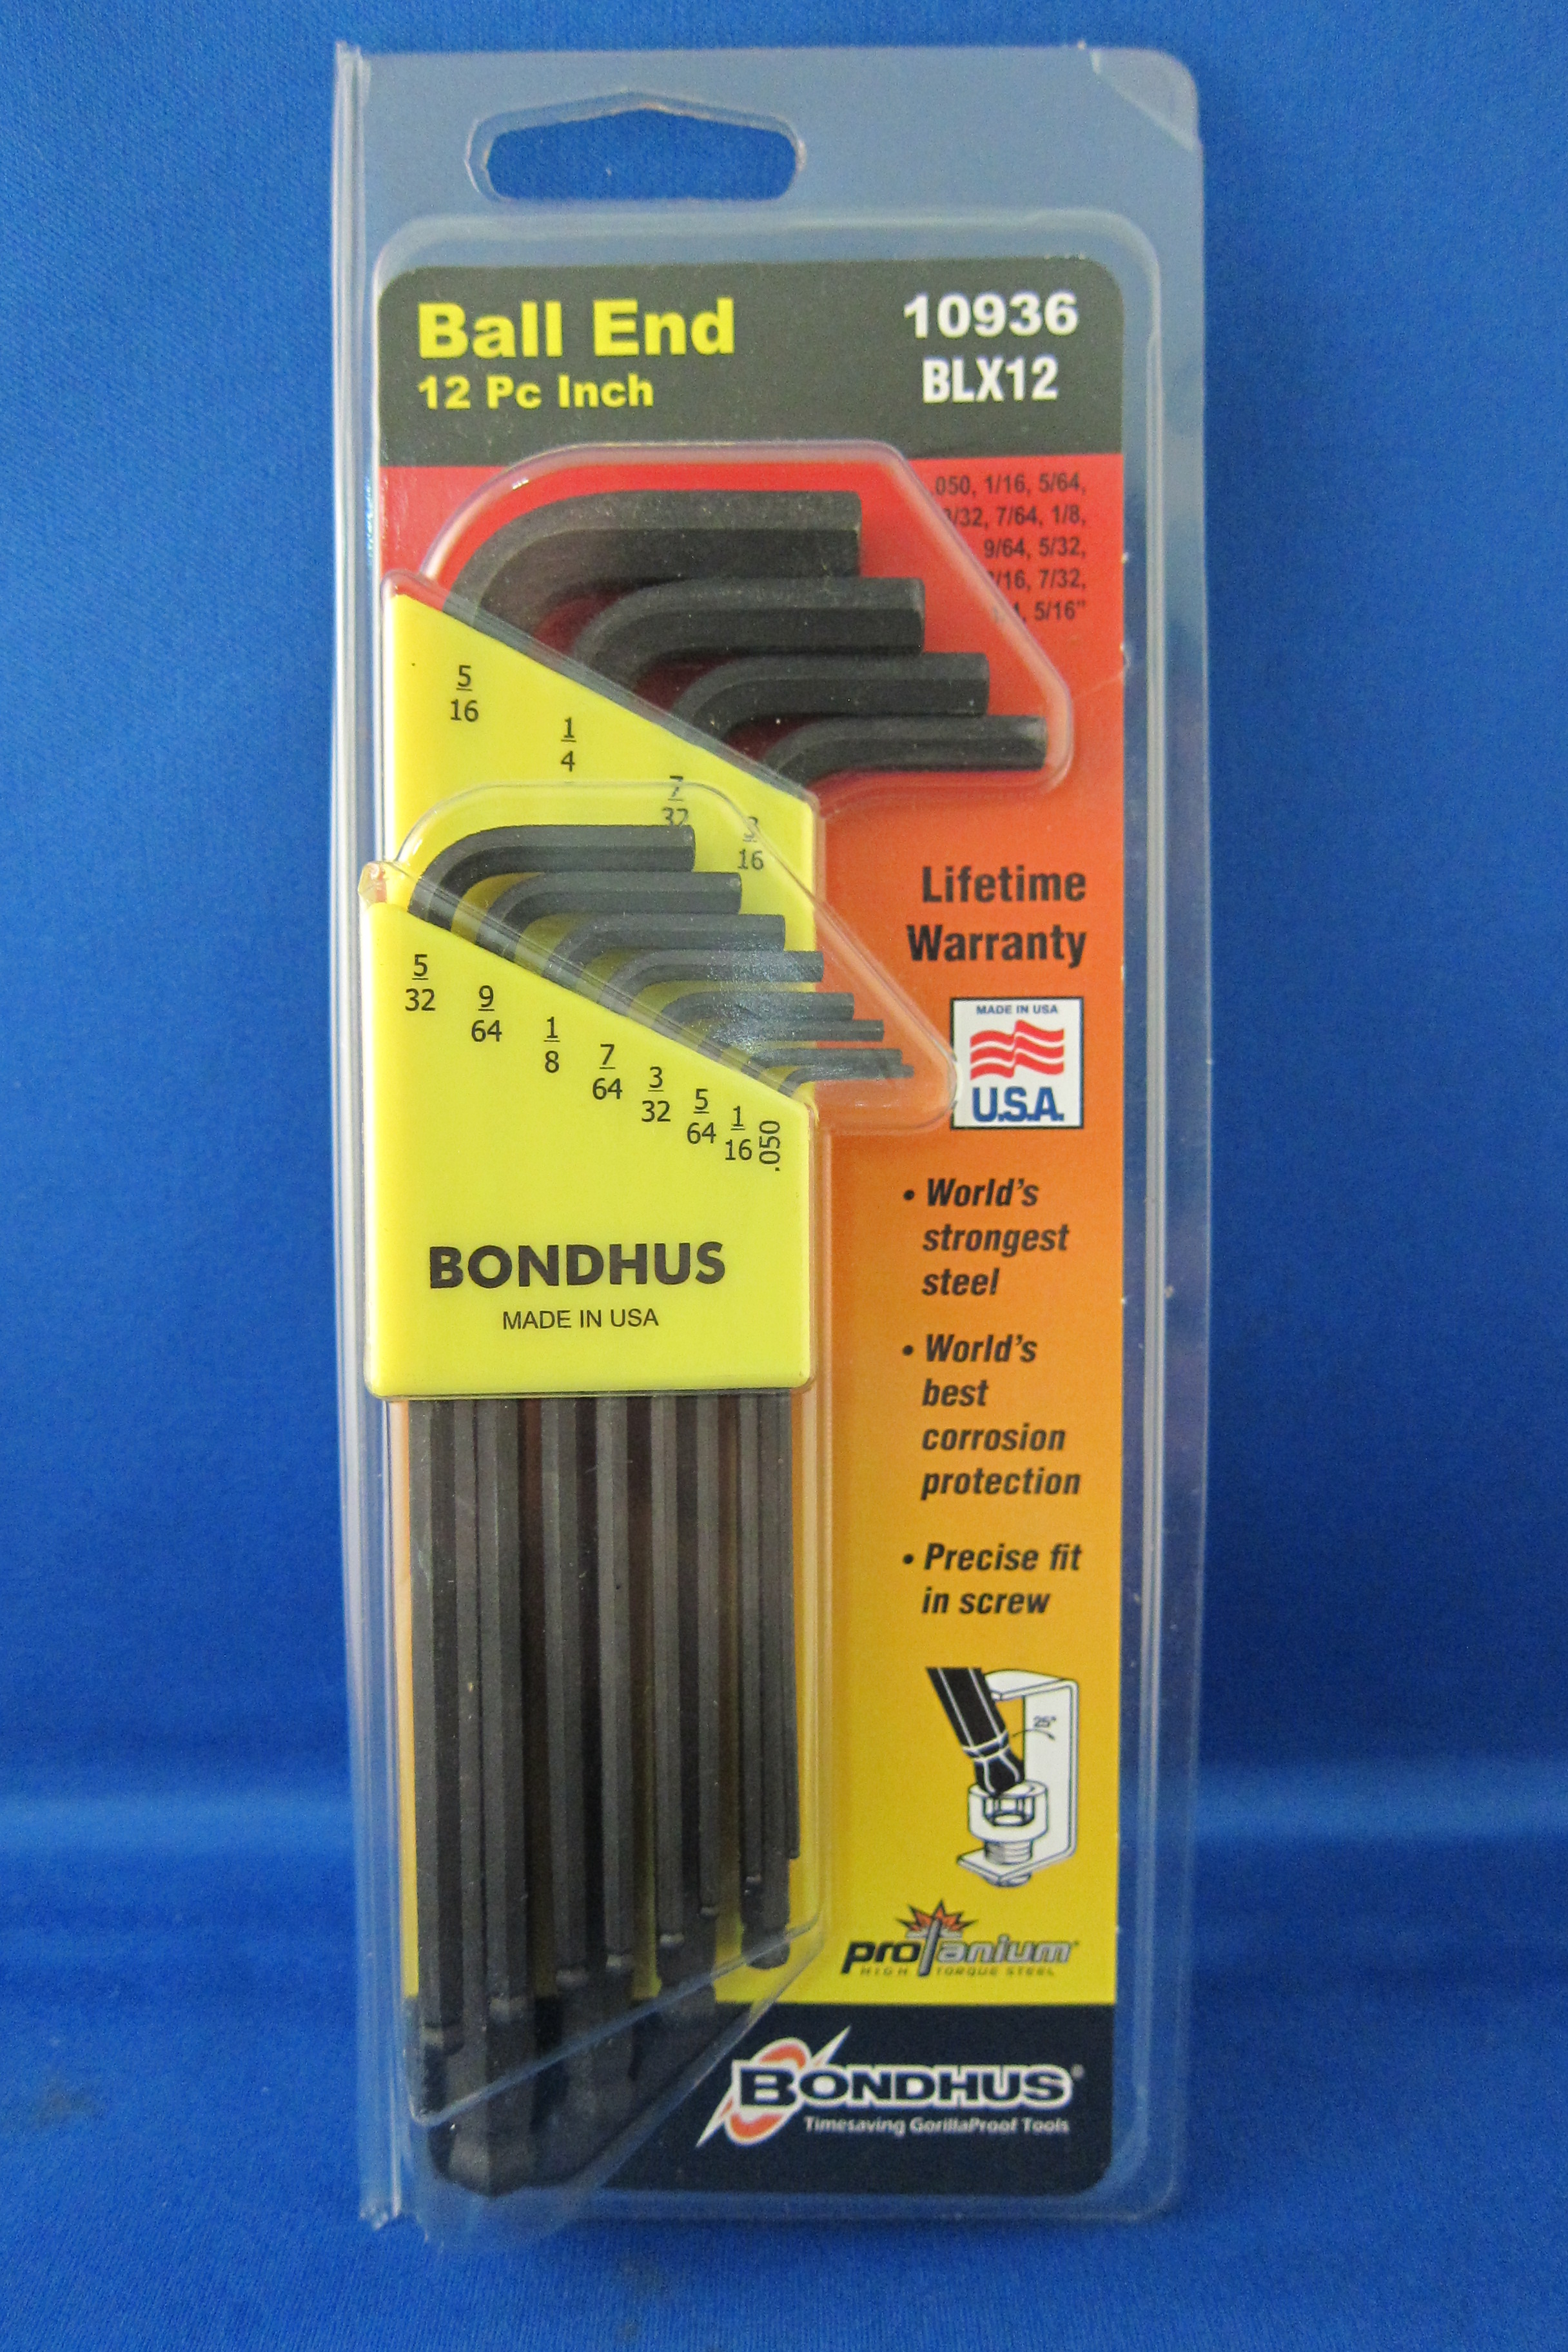 Ball End
12 Pc Inch
10936
BLX12
.050, 1/16, 5/64,
/32, 7/64, 1/8,
9/64, 5/32,
/16, 7/32,
5/16"
5
16
1
4
7
32
3
16
5
32
9
64
1
8
7
64
3
32
5
64
1
16
.050
BONDHUS
MADE IN USA
Lifetime
Warranty
MADE IN USA
U.S.A.
• World's
strongest
steel
• World's
best
corrosion
protection
• Precise fit
in screw
25°
proTanium®
HIGH TORQUE STEEL
BONDHUS®
Timesaving GorillaProof Tools